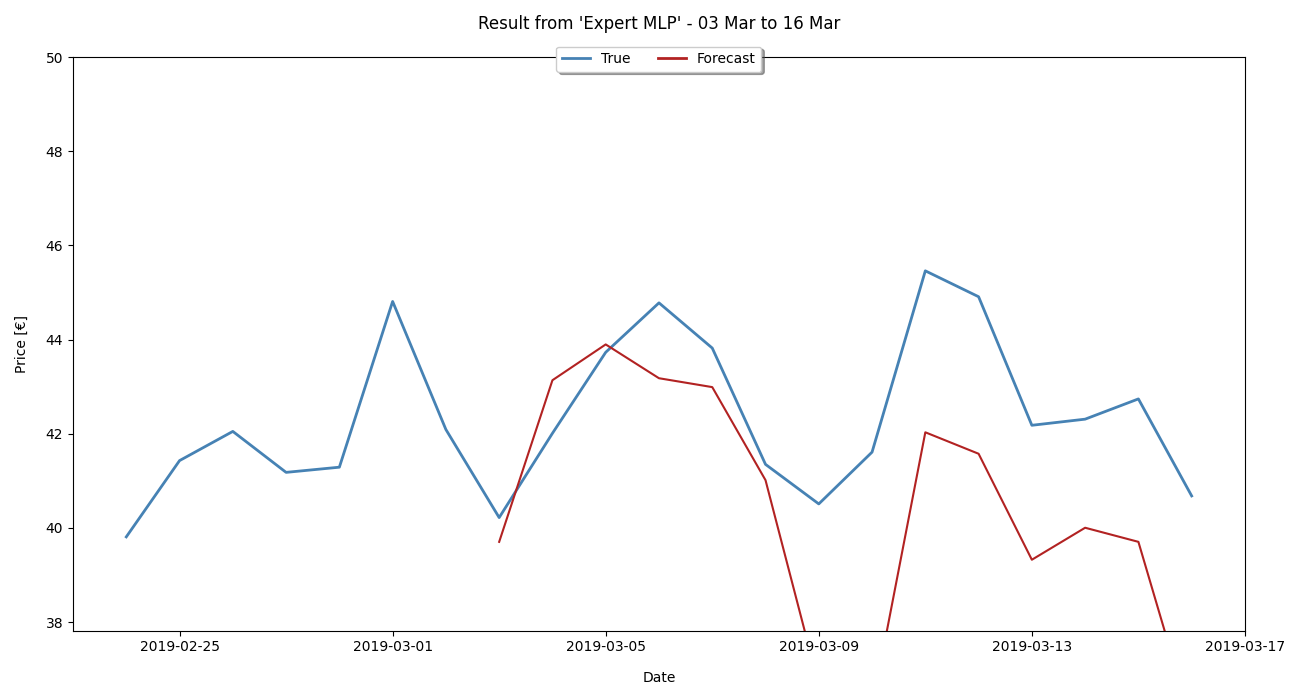 Result from 'Expert MLP' - 03 Mar to 16 Mar
True Forecast
50
48
46
44
42
40
38
Price [€]
2019-02-25 2019-03-01 2019-03-05 2019-03-09 2019-03-13 2019-03-17
Date